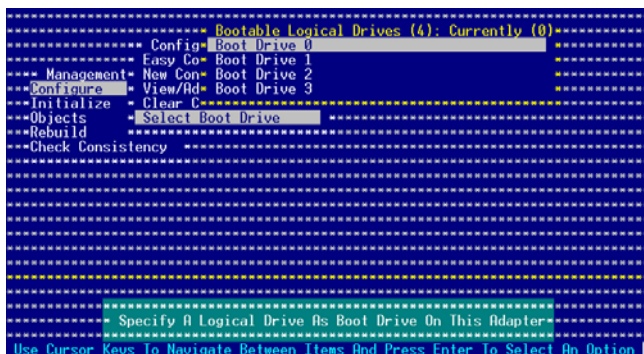 Bootable Logical Drives (4): Currently (0)
Config Boot Drive 0
Easy Co Boot Drive 1
Management New Con Boot Drive 2
Configure View/Ad Boot Drive 3
Initialize Clear C
Objects Select Boot Drive
Rebuild
Check Consistency
Specify A Logical Drive As Boot Drive On This Adapter
Use Cursor Keys To Navigate Between Items And Press Enter To Select An Option